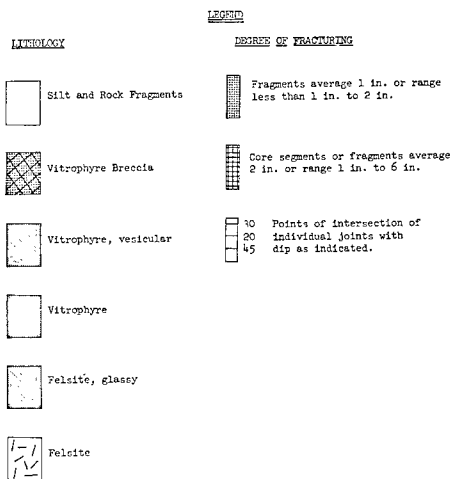 LEGEND
LITHOLOGY
DEGREE OF FRACTURING
Silt and Rock Fragments
Vitrophyre Breccia
Vitrophyre, vesicular
Vitrophyre
Felsite, glassy
Felsite
Fragments average 1 in. or range
less than 1 in. to 2 in.
Core segments or fragments average
2 in. or range 1 in. to 6 in.
20
45
Points of intersection of
individual joints with
dip as indicated.